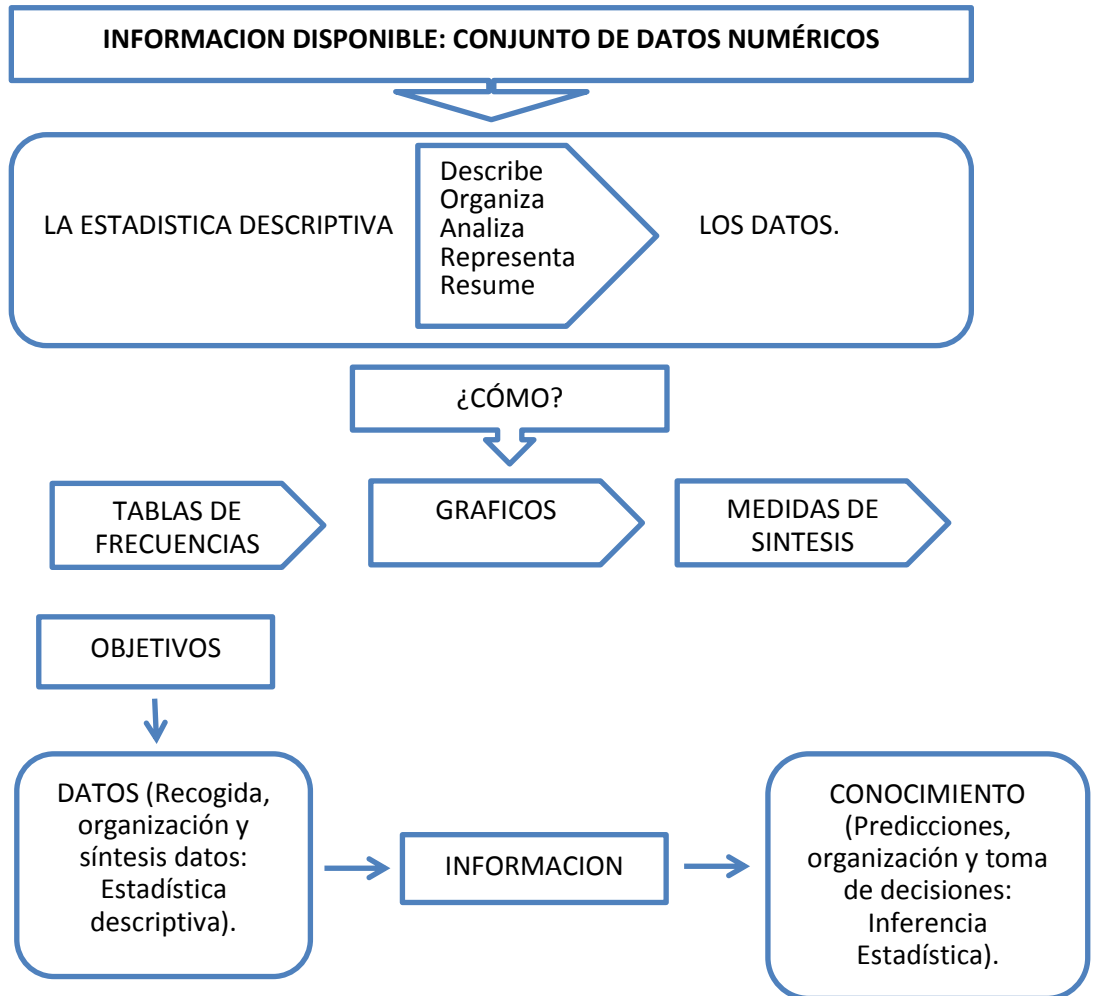 INFORMACION DISPONIBLE: CONJUNTO DE DATOS NUMÉRICOS
LA ESTADISTICA DESCRIPTIVA
Describe
Organiza
Analiza
Representa
Resume
LOS DATOS.
¿CÓMO?
TABLAS DE
FRECUENCIAS
GRAFICOS
MEDIDAS DE
SINTESIS
OBJETIVOS
DATOS (Recogida,
organización y
síntesis datos:
Estadística
descriptiva).
INFORMACION
CONOCIMIENTO
(Predicciones,
organización y toma
de decisiones:
Inferencia
Estadística).